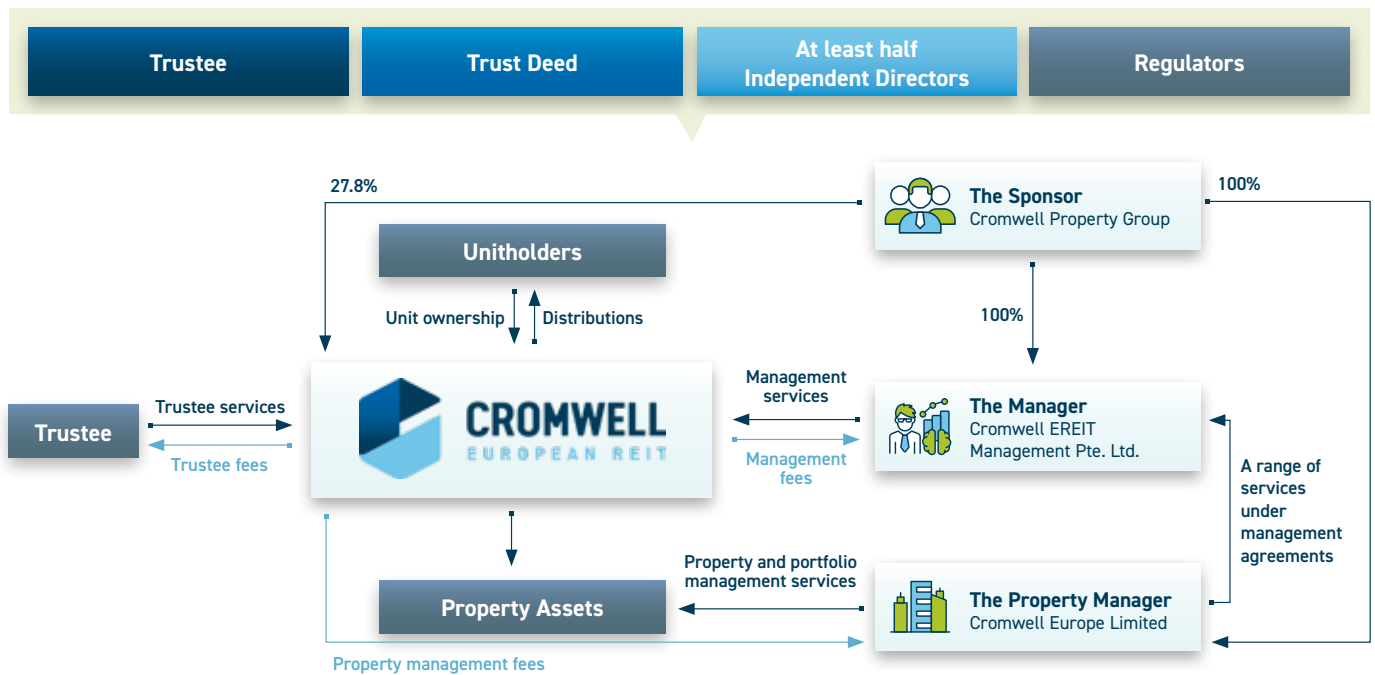 Trustee
Trust Deed
At least half
Independent Directors
Regulators
27.8%
The Sponsor
Cromwell Property Group
100%
Unitholders
Unit ownership
Distributions
100%
CROMWELL
EUROPEAN REIT
Management
services
Management
fees
The Manager
Cromwell EREIT
Management Pte. Ltd.
Trustee
Trustee services
Trustee fees
A range of
services
under
management
agreements
Property and portfolio
management services
Property Assets
The Property Manager
Cromwell Europe Limited
Property management fees